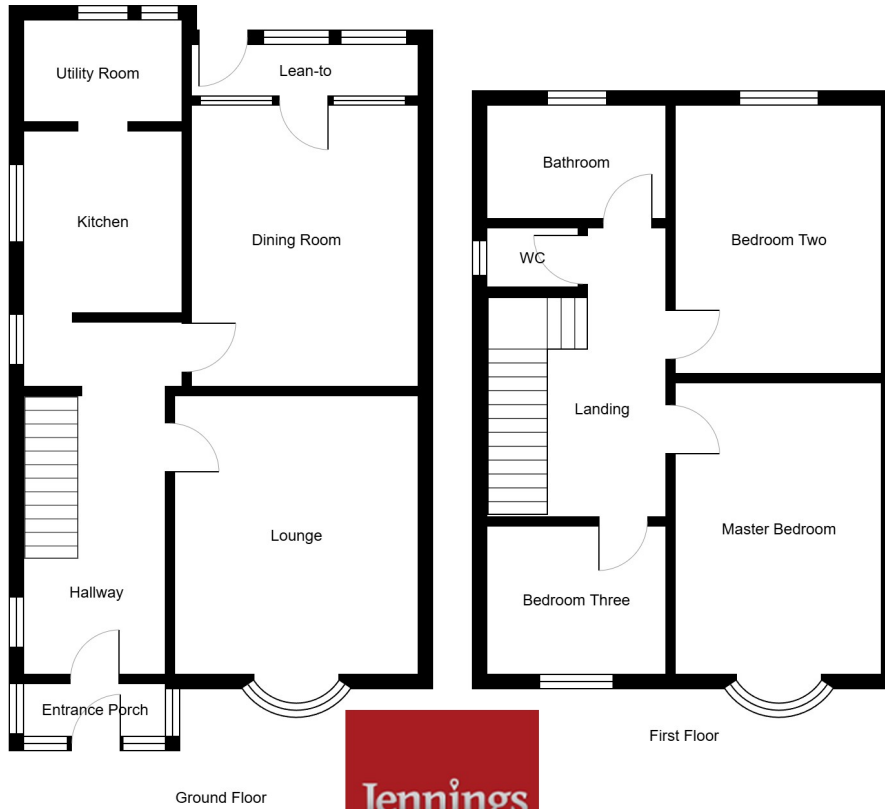 Utility Room
Lean-to
Kitchen
Dining Room
Lounge
Hallway
Entrance Porch
Ground Floor
Bathroom
Bedroom Two
WC
Landing
Master Bedroom
Bedroom Three
First Floor
Jennings